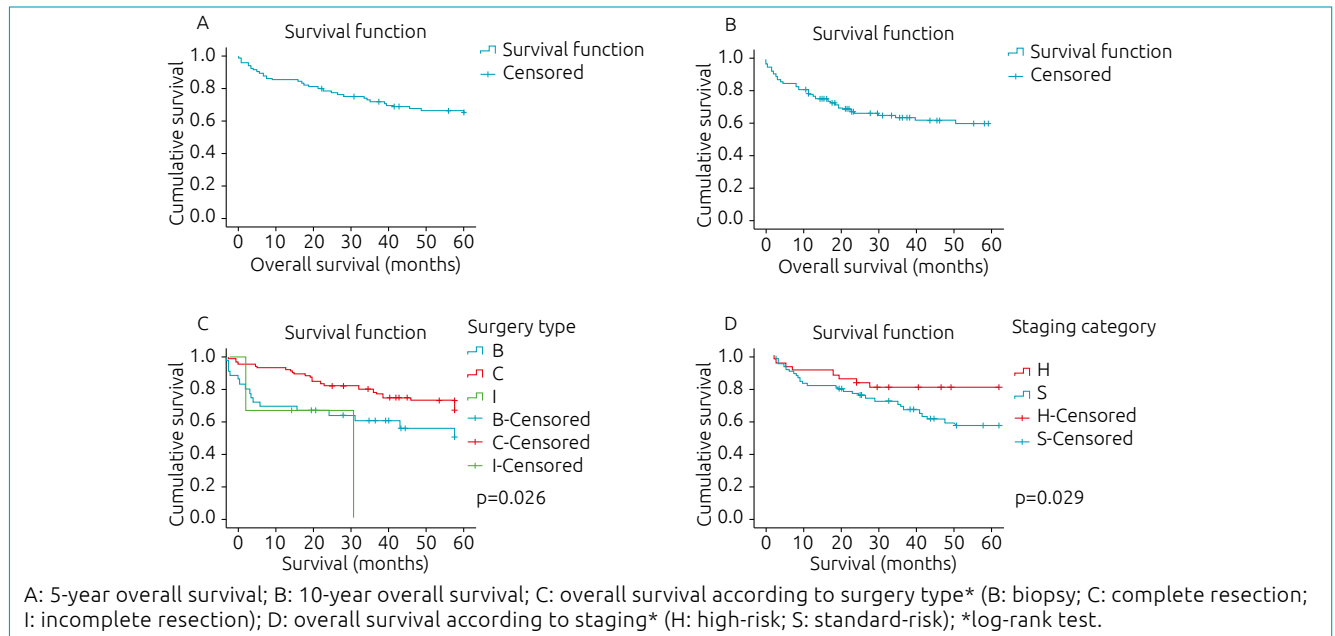 A
Survival function
Cumulative survival
1.0
0.8
0.6
0.4
0.2
0.0
0 10 20 30 40 50 60
Overall survival (months)
Survival function
Censored
B
Survival function
Cumulative survival
1.0
0.8
0.6
0.4
0.2
0.0
0 10 20 30 40 50 60
Overall survival (months)
Survival function
Censored
C
Survival function
Cumulative survival
1.0
0.8
0.6
0.4
0.2
0.0
0 10 20 30 40 50 60
Survival (months)
Surgery type
B
C
I
B-Censored
C-Censored
I-Censored
p=0.026
D
Survival function
Cumulative survival
1.0
0.8
0.6
0.4
0.2
0.0
0 10 20 30 40 50 60
Survival (months)
Staging category
H
S
H-Censored
S-Censored
p=0.029
A: 5-year overall survival; B: 10-year overall survival; C: overall survival according to surgery type* (B: biopsy; C: complete resection;
I: incomplete resection); D: overall survival according to staging* (H: high-risk; S: standard-risk); *log-rank test.